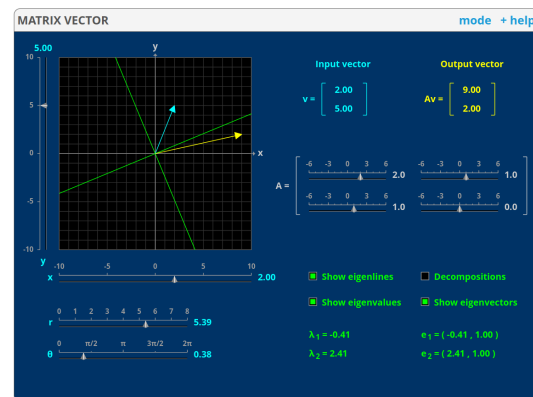 MATRIX VECTOR mode + help
5.00 y Input vector Output vector
10
v = 2.00 5.00 Av = 9.00 2.00
5
0 x
-6 -3 0 3 6 2.0 -6 -3 0 3 6 1.0
A =
-6 -3 0 3 6 1.0 -6 -3 0 3 6 0.0
-5
-10
y
-10 -5 0 5 10
x 2.00
Show eigenlines Decompositions
Show eigenvalues Show eigenvectors
0 1 2 3 4 5 6 7 8
r 5.39
λ1 = -0.41 e1 = ( -0.41 , 1.00 )
0 π/2 π 3π/2 2π
θ 0.38
λ2 = 2.41 e2 = ( 2.41 , 1.00 )